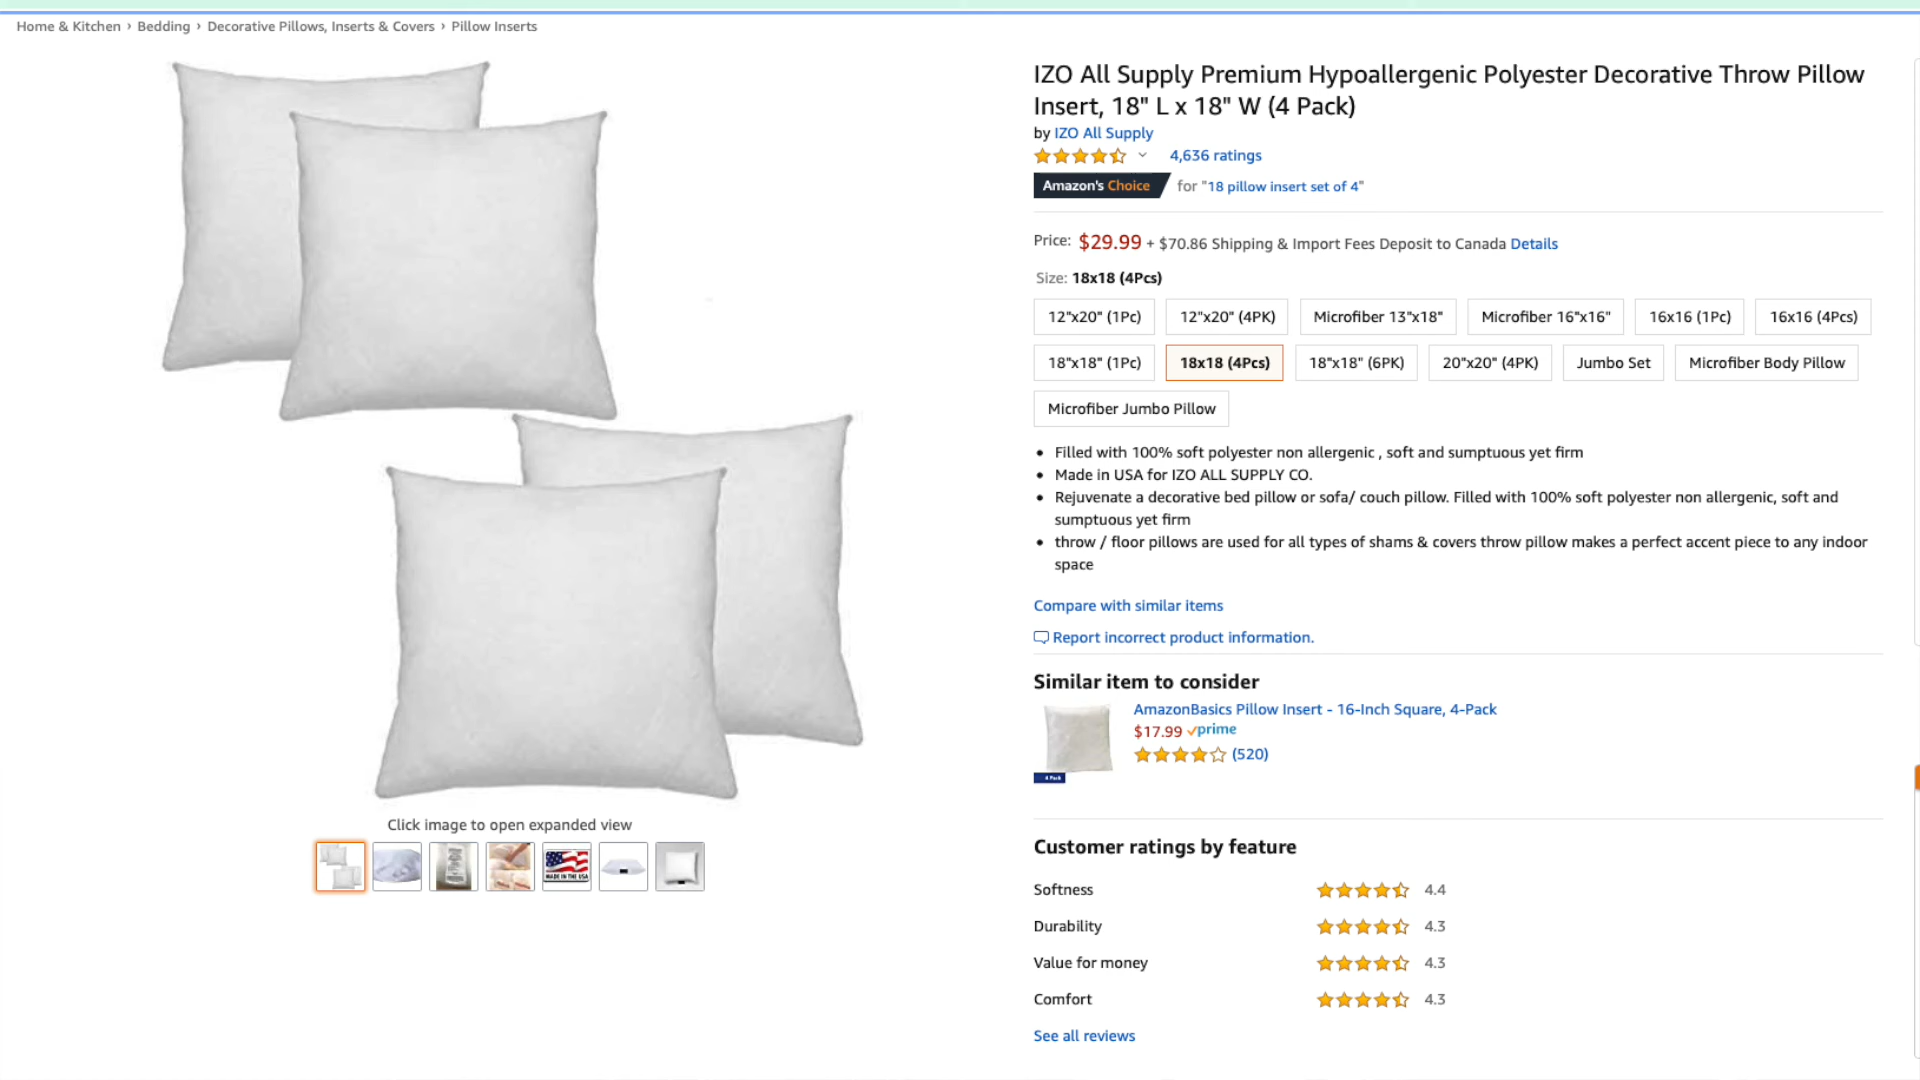 Home & Kitchen › Bedding › Decorative Pillows, Inserts & Covers › Pillow Inserts
IZO All Supply Premium Hypoallergenic Polyester Decorative Throw Pillow
Insert, 18" L x 18" W (4 Pack)
by IZO All Supply
4,636 ratings
Amazon's Choice for "18 pillow insert set of 4"
Price: $29.99 + $70.86 Shipping & Import Fees Deposit to Canada Details
Size: 18x18 (4Pcs)
12"x20" (1Pc) 12"x20" (4PK) Microfiber 13"x18" Microfiber 16"x16" 16x16 (1Pc) 16x16 (4Pcs)
18"x18" (1Pc) 18x18 (4Pcs) 18"x18" (6PK) 20"x20" (4PK) Jumbo Set Microfiber Body Pillow
Microfiber Jumbo Pillow
• Filled with 100% soft polyester non allergenic , soft and sumptuous yet firm
• Made in USA for IZO ALL SUPPLY CO.
• Rejuvenate a decorative bed pillow or sofa/ couch pillow. Filled with 100% soft polyester non allergenic, soft and
sumptuous yet firm
• throw / floor pillows are used for all types of shams & covers throw pillow makes a perfect accent piece to any indoor
space
Compare with similar items
Report incorrect product information.
Similar item to consider
AmazonBasics Pillow Insert - 16-Inch Square, 4-Pack
$17.99 prime
(520)
4 Pack
Click image to open expanded view
MADE IN THE USA
Customer ratings by feature
Softness 4.4
Durability 4.3
Value for money 4.3
Comfort 4.3
See all reviews